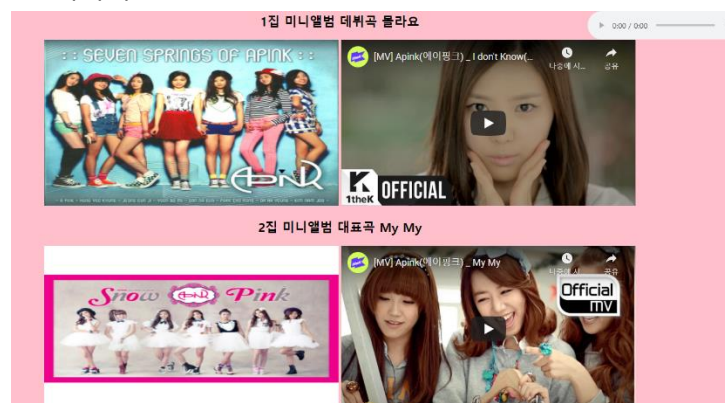 1집 미니앨범 데뷔곡 몰라요
0:00 / 0:00
:: SEVEN SPRINGS OF APINK ::
Apink
[MV] Apink(에이핑크) _ I don't Know(...
나중에 시...
공유
K
1theK
OFFICIAL
2집 미니앨범 대표곡 My My
Snow Pink
Apink
[MV] Apink(에이핑크) _ My My
나중에 시...
공유
Official
MV